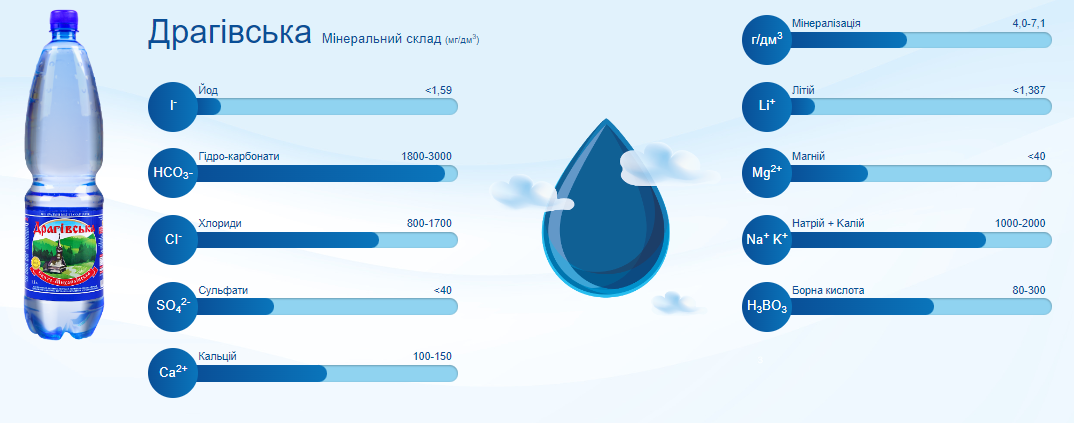 Драгівська Мінеральний склад (мг/дм³)
I⁻
Йод <1,59
HCO₃₋
Гідро-карбонати 1800-3000
Cl⁻
Хлориди 800-1700
SO₄²⁻
Сульфати <40
Ca²⁺
Кальцій 100-150
г/дм³
Мінералізація 4,0-7,1
Li⁺
Літій <1,387
Mg²⁺
Магній <40
Na⁺ K⁺
Натрій + Калій 1000-2000
H₃BO₃
Борна кислота 80-300
Драгівська